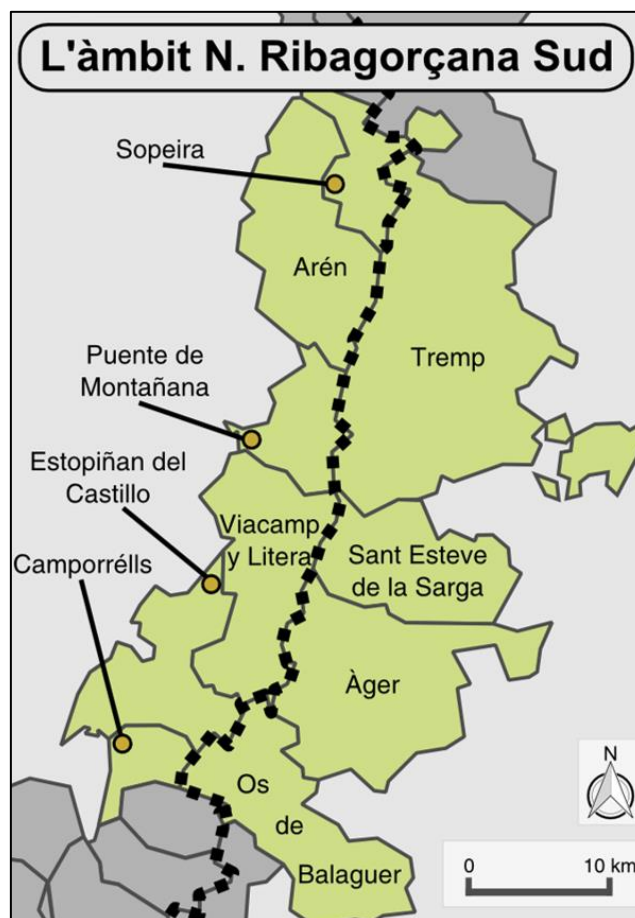 L'àmbit N. Ribagorçana Sud
Sopeira
Arén
Puente de
Montañana
Tremp
Estopiñan del
Castillo
Viacamp
y Litera
Sant Esteve
de la Sarga
Camporrélls
Àger
Os
de
Balaguer
N
0 10 km